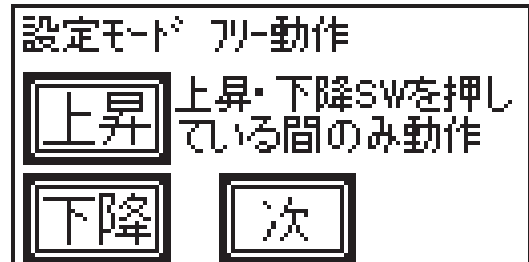 設定ﾓｰﾄﾞ ﾌﾘｰ動作
上昇
上昇・下降SWを押し
ている間のみ動作
下降
次